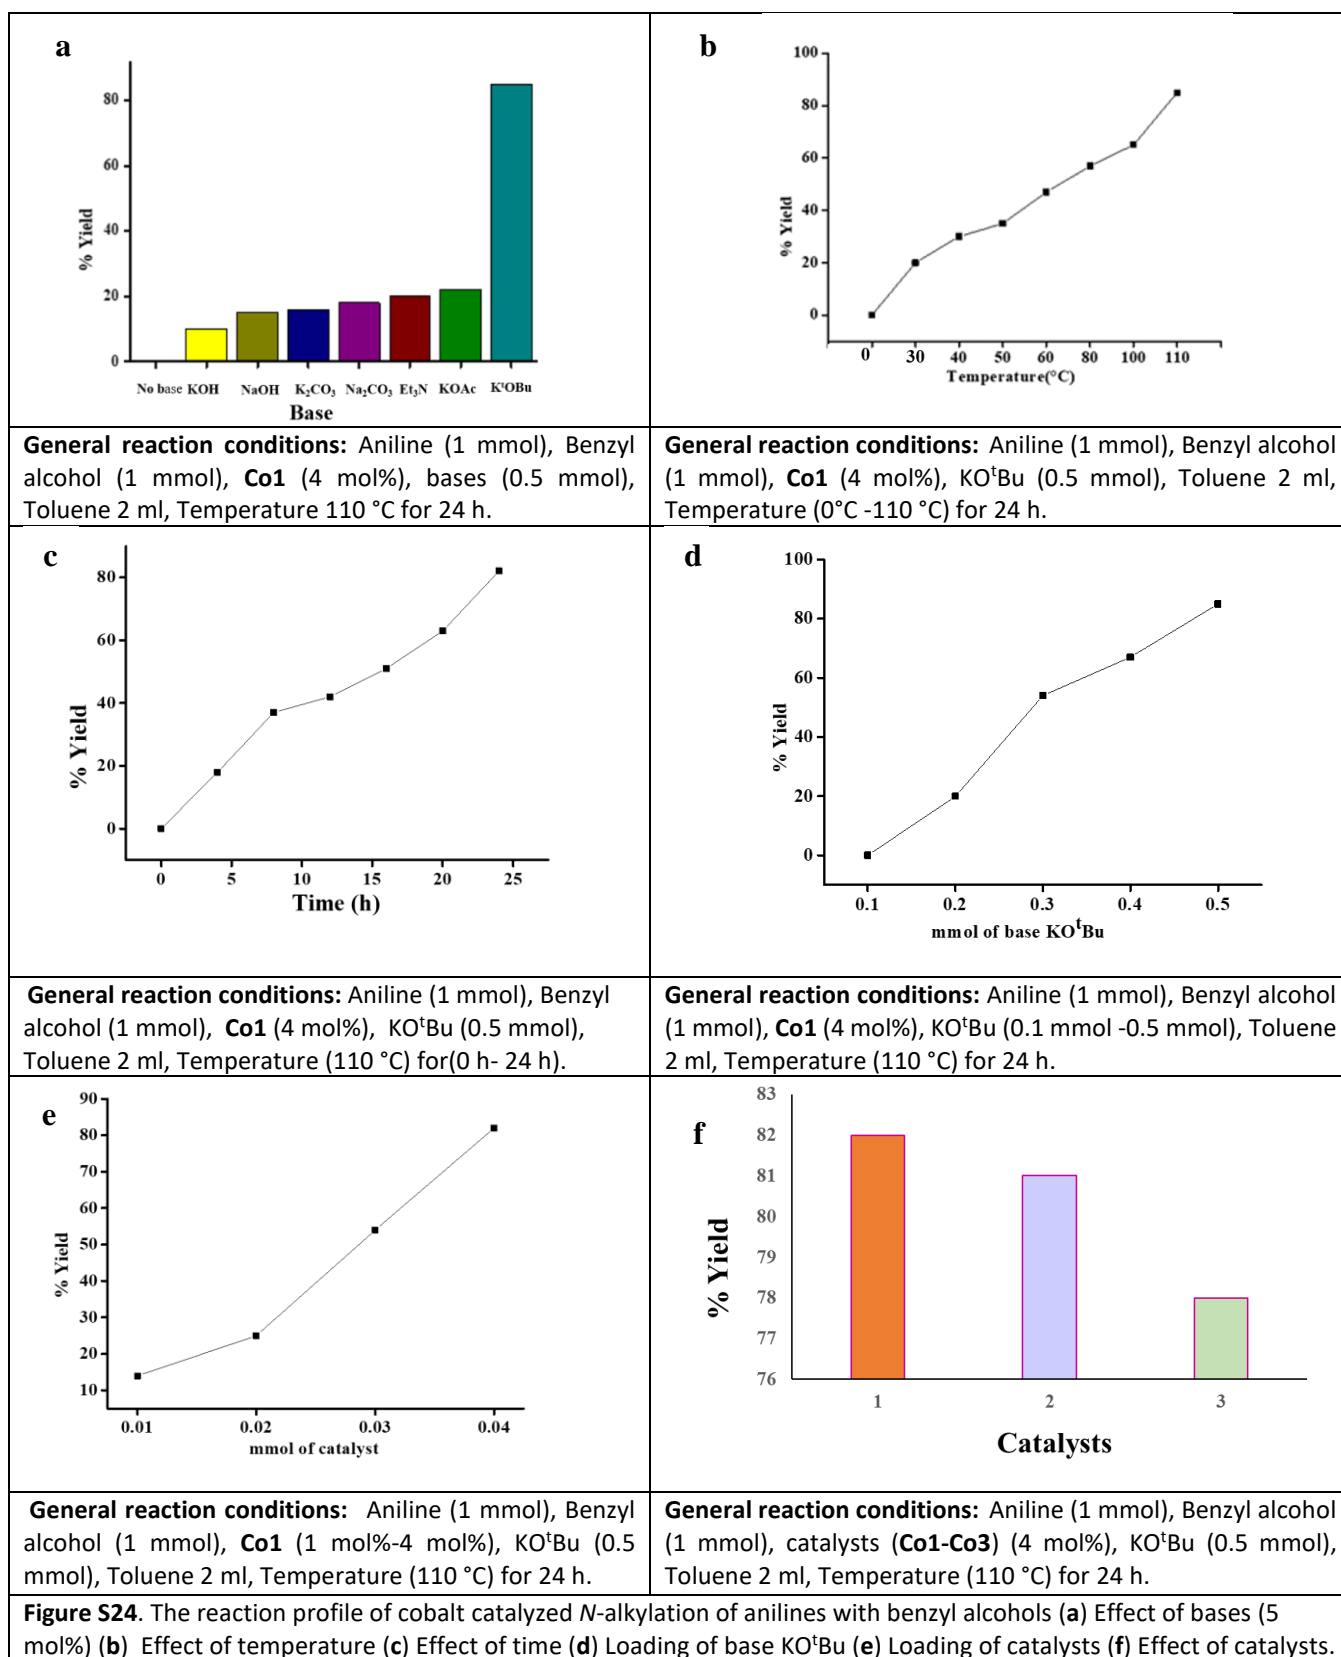 a
80
60
40
20
0
% Yield
No base KOH NaOH K₂CO₃ Na₂CO₃ Et₃N KOAc KᵗOBu
Base
b
100
80
60
40
20
0
% Yield
0 30 40 50 60 80 100 110
Temperature(°C)
General reaction conditions: Aniline (1 mmol), Benzyl
alcohol (1 mmol), Co1 (4 mol%), bases (0.5 mmol),
Toluene 2 ml, Temperature 110 °C for 24 h.
General reaction conditions: Aniline (1 mmol), Benzyl alcohol
(1 mmol), Co1 (4 mol%), KOᵗBu (0.5 mmol), Toluene 2 ml,
Temperature (0°C -110 °C) for 24 h.
c
80
60
40
20
0
% Yield
0 5 10 15 20 25
Time (h)
d
100
80
60
40
20
0
% Yield
0.1 0.2 0.3 0.4 0.5
mmol of base KOᵗBu
General reaction conditions: Aniline (1 mmol), Benzyl
alcohol (1 mmol), Co1 (4 mol%), KOᵗBu (0.5 mmol),
Toluene 2 ml, Temperature (110 °C) for(0 h- 24 h).
General reaction conditions: Aniline (1 mmol), Benzyl alcohol
(1 mmol), Co1 (4 mol%), KOᵗBu (0.1 mmol -0.5 mmol), Toluene
2 ml, Temperature (110 °C) for 24 h.
e
90
80
70
60
50
40
30
20
10
% Yield
0.01 0.02 0.03 0.04
mmol of catalyst
f
83
82
81
80
79
78
77
76
% Yield
1 2 3
Catalysts
General reaction conditions: Aniline (1 mmol), Benzyl
alcohol (1 mmol), Co1 (1 mol%-4 mol%), KOᵗBu (0.5
mmol), Toluene 2 ml, Temperature (110 °C) for 24 h.
General reaction conditions: Aniline (1 mmol), Benzyl alcohol
(1 mmol), catalysts (Co1-Co3) (4 mol%), KOᵗBu (0.5 mmol),
Toluene 2 ml, Temperature (110 °C) for 24 h.
Figure S24. The reaction profile of cobalt catalyzed N-alkylation of anilines with benzyl alcohols (a) Effect of bases (5
mol%) (b) Effect of temperature (c) Effect of time (d) Loading of base KOᵗBu (e) Loading of catalysts (f) Effect of catalysts.